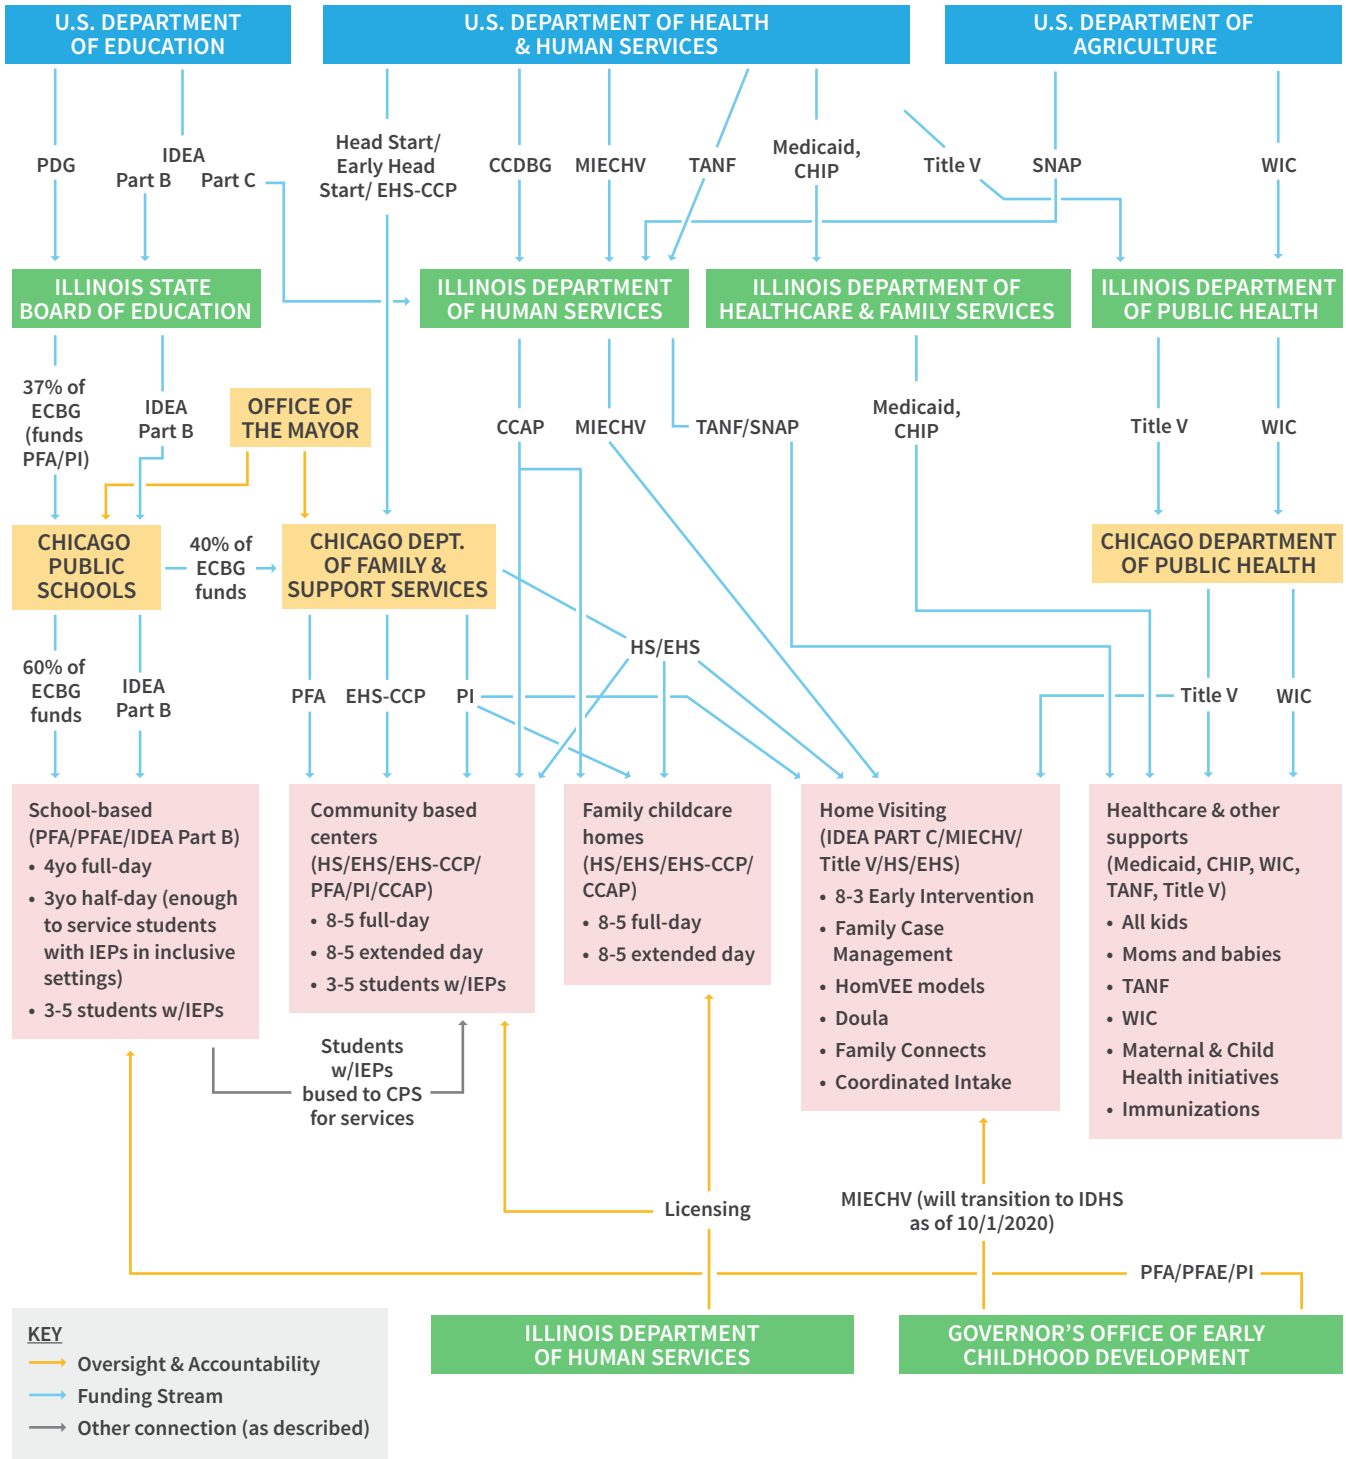 U.S. DEPARTMENT
OF EDUCATION
U.S. DEPARTMENT OF HEALTH
& HUMAN SERVICES
U.S. DEPARTMENT OF
AGRICULTURE
PDG
IDEA
Part B
Part C
Head Start/
Early Head
Start/ EHS-CCP
CCDBG
MIECHV
TANF
Medicaid,
CHIP
Title V
SNAP
WIC
ILLINOIS STATE
BOARD OF EDUCATION
ILLINOIS DEPARTMENT
OF HUMAN SERVICES
ILLINOIS DEPARTMENT OF
HEALTHCARE & FAMILY SERVICES
ILLINOIS DEPARTMENT
OF PUBLIC HEALTH
37% of
ECBG
(funds
PFA/PI)
IDEA
Part B
OFFICE OF
THE MAYOR
CCAP
MIECHV
TANF/SNAP
Medicaid,
CHIP
Title V
WIC
CHICAGO
PUBLIC
SCHOOLS
40% of
ECBG
funds
CHICAGO DEPT.
OF FAMILY &
SUPPORT SERVICES
CHICAGO DEPARTMENT
OF PUBLIC HEALTH
60% of
ECBG
funds
IDEA
Part B
PFA
EHS-CCP
PI
HS/EHS
Title V
WIC
School-based
(PFA/PFAE/IDEA Part B)
• 4yo full-day
• 3yo half-day (enough
to service students
with IEPs in inclusive
settings)
• 3-5 students w/IEPs
Community based
centers
(HS/EHS/EHS-CCP/
PFA/PI/CCAP)
• 8-5 full-day
• 8-5 extended day
• 3-5 students w/IEPs
Family childcare
homes
(HS/EHS/EHS-CCP/
CCAP)
• 8-5 full-day
• 8-5 extended day
Home Visiting
(IDEA PART C/MIECHV/
Title V/HS/EHS)
• 8-3 Early Intervention
• Family Case
Management
• HomVEE models
• Doula
• Family Connects
• Coordinated Intake
Healthcare & other
supports
(Medicaid, CHIP, WIC,
TANF, Title V)
• All kids
• Moms and babies
• TANF
• WIC
• Maternal & Child
Health initiatives
• Immunizations
Students
w/IEPs
bused to CPS
for services
Licensing
MIECHV (will transition to IDHS
as of 10/1/2020)
PFA/PFAE/PI
ILLINOIS DEPARTMENT
OF HUMAN SERVICES
GOVERNOR'S OFFICE OF EARLY
CHILDHOOD DEVELOPMENT
KEY
Oversight & Accountability
Funding Stream
Other connection (as described)